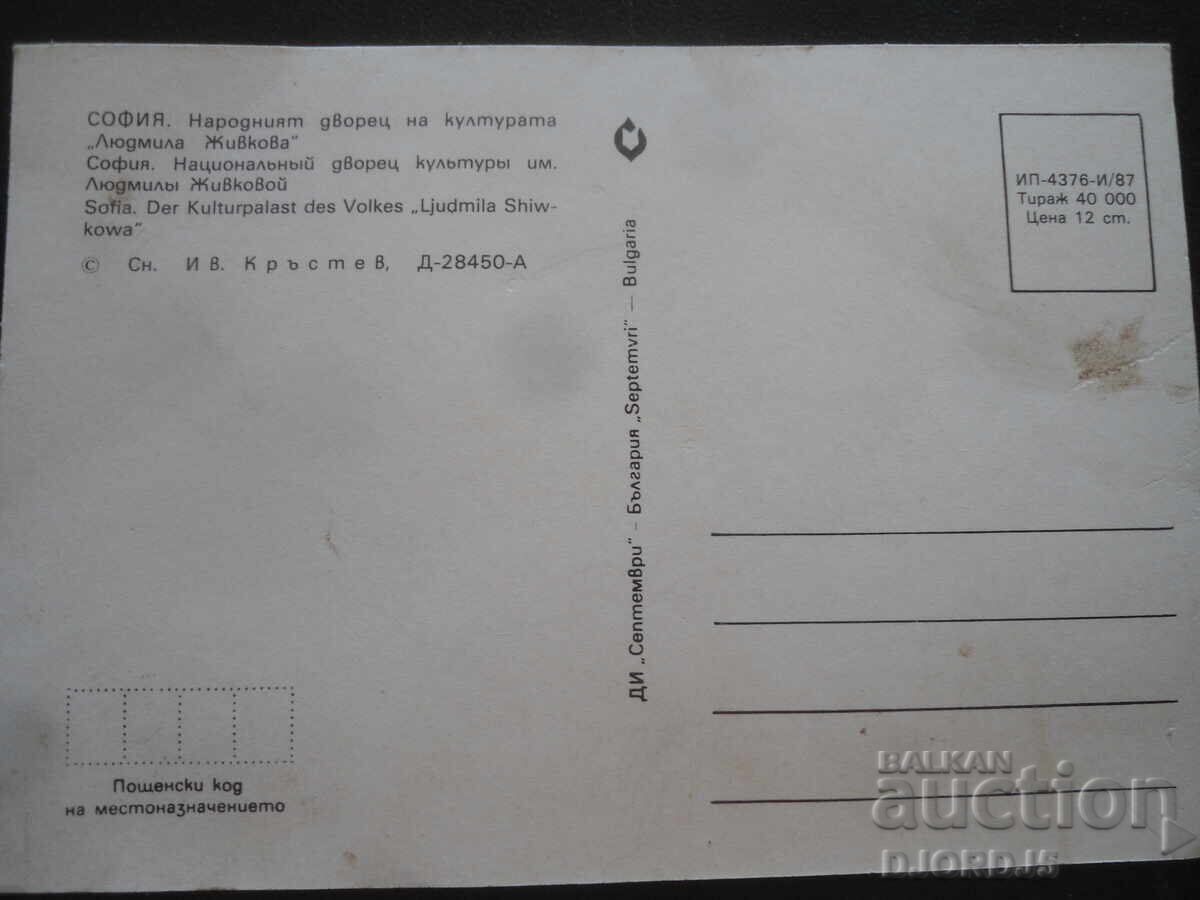 СОФИЯ. Народният дворец на културата
„Людмила Живкова"
София. Национальный дворец культуры им.
Людмилы Живковой
Sofia. Der Kulturpalast des Volkes „Ljudmila Shiw-
kowa"
© Сн. Ив. Кръстев, Д-28450-А
ДИ „Септември" – България „Septemvri" — Bulgaria
ИП-4376-И/87
Тираж 40 000
Цена 12 ст.
Пощенски код
на местоназначението
BALKAN
auction
DJORDJ5